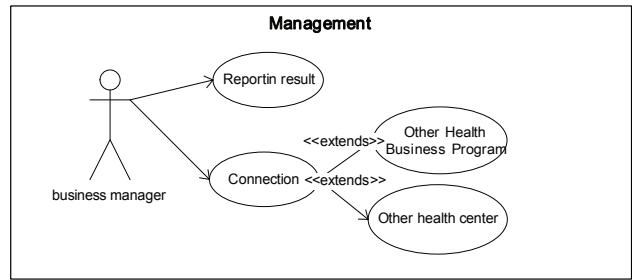 Management
Reportin result
<<extends>>
Other Health
Business Program
Connection
<<extends>>
business manager
Other health center